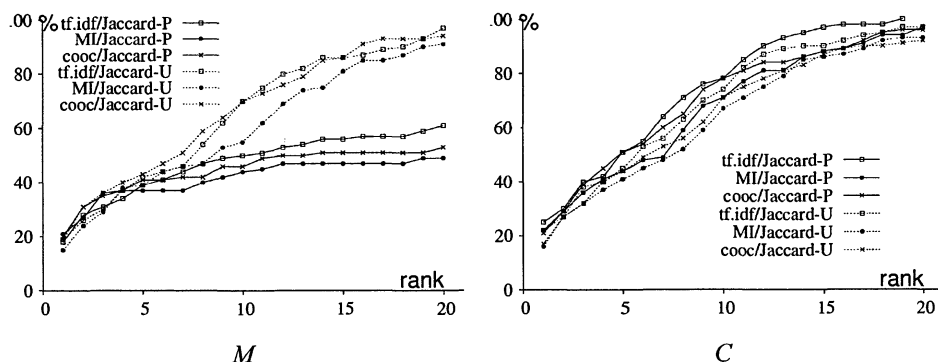 .00 %
tf.idf/Jaccard-P
MI/Jaccard-P
cooc/Jaccard-P
tf.idf/Jaccard-U
MI/Jaccard-U
cooc/Jaccard-U
80
60
40
20
0
rank
0 5 10 15 20
M
.00 %
80
60
40
20
0
tf.idf/Jaccard-P
MI/Jaccard-P
cooc/Jaccard-P
tf.idf/Jaccard-U
MI/Jaccard-U
cooc/Jaccard-U
rank
0 5 10 15 20
C